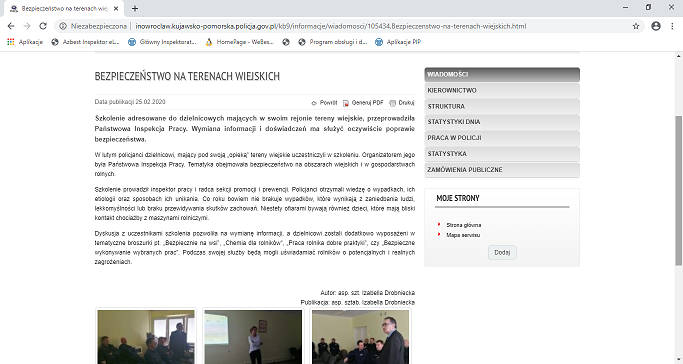 Bezpieczeństwo na terenach wiej
Niezabezpieczona | inowroclaw.kujawsko-pomorska.policja.gov.pl/kb9/informacje/wiadomosci/105434,Bezpieczenstwo-na-terenach-wiejskich.html
Aplikacje Azbest Inspektor eL... Główny Inspektorat... HomePage - WeBes... Program obsługi i d... Aplikacje PIP
BEZPIECZEŃSTWO NA TERENACH WIEJSKICH
Data publikacji 25.02.2020 Powrót Generuj PDF Drukuj
Szkolenie adresowane do dzielnicowych mających w swoim rejonie tereny wiejskie, przeprowadziła
Państwowa Inspekcja Pracy. Wymiana informacji i doświadczeń ma służyć oczywiście poprawie
bezpieczeństwa.
W lutym policjanci dzielnicowi, mający pod swoją „opieką” tereny wiejskie uczestniczyli w szkoleniu. Organizatorem jego
była Państwowa Inspekcja Pracy. Tematyka obejmowała bezpieczeństwo na obszarach wiejskich i w gospodarstwach
rolnych.
Szkolenie prowadził inspektor pracy i radca sekcji promocji i prewencji. Policjanci otrzymali wiedzę o wypadkach, ich
etiologii oraz sposobach ich unikania. Co roku bowiem nie brakuje wypadków, które wynikają z zaniedbania ludzi,
lekkomyślności lub braku przewidywania skutków zachowań. Niestety ofiarami bywają również dzieci, które mają bliski
kontakt chociażby z maszynami rolniczymi.
Dyskusja z uczestnikami szkolenia pozwoliła na wymianę informacji, a dzielnicowi zostali dodatkowo wyposażeni w
tematyczne broszurki pt. „Bezpiecznie na wsi”, „Chemia dla rolników”, „Praca rolnika dobre praktyki”, czy „Bezpieczne
wykonywanie wybranych prac”. Podczas swojej służby będą mogli uświadamiać rolników o potencjalnych i realnych
zagrożeniach.
Autor: asp. szt. Izabella Drobniecka
Publikacja: asp. sztab. Izabella Drobniecka
WIADOMOŚCI
KIEROWNICTWO
STRUKTURA
STATYSTYKI DNIA
PRACA W POLICJI
STATYSTYKA
ZAMÓWIENIA PUBLICZNE
MOJE STRONY
Strona główna
Mapa serwisu
Dodaj